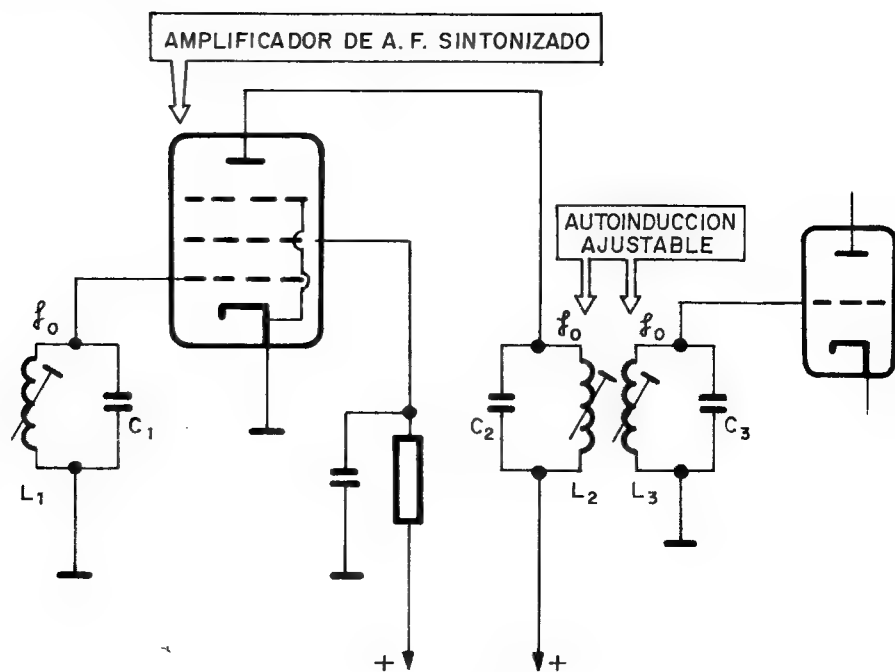 AMPLIFICADOR DE A. F. SINTONIZADO
AUTOINDUCCION
AJUSTABLE
f₀
f₀
f₀
C₁
C₂
C₃
L₁
L₂
L₃
+
+